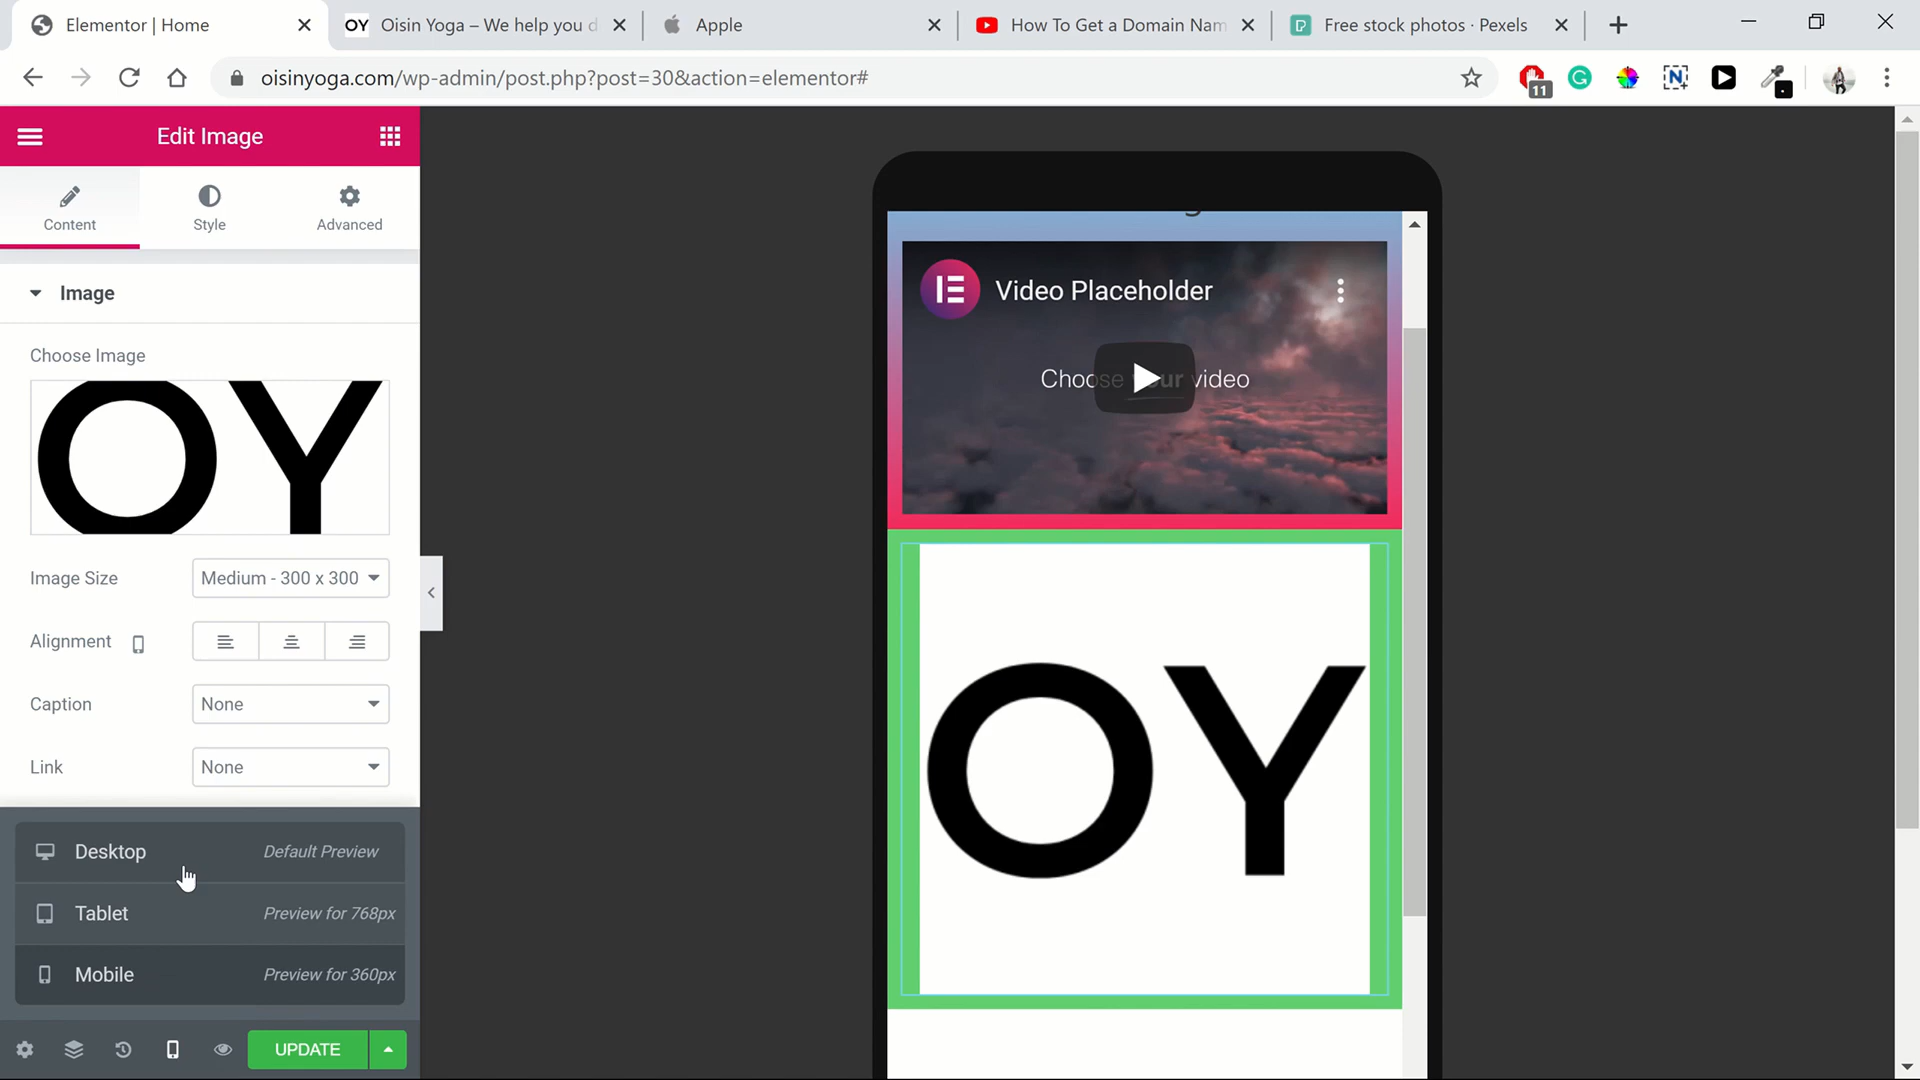 Elementor | Home
OY Oisin Yoga – We help you d
Apple
How To Get a Domain Nam
Free stock photos · Pexels
oisinyoga.com/wp-admin/post.php?post=30&action=elementor#
11
Edit Image
Content
Style
Advanced
Image
Choose Image
OY
Image Size
Medium - 300 x 300
Alignment
Caption
None
Link
None
Desktop
Default Preview
Tablet
Preview for 768px
Mobile
Preview for 360px
UPDATE
Video Placeholder
Choose your video
OY